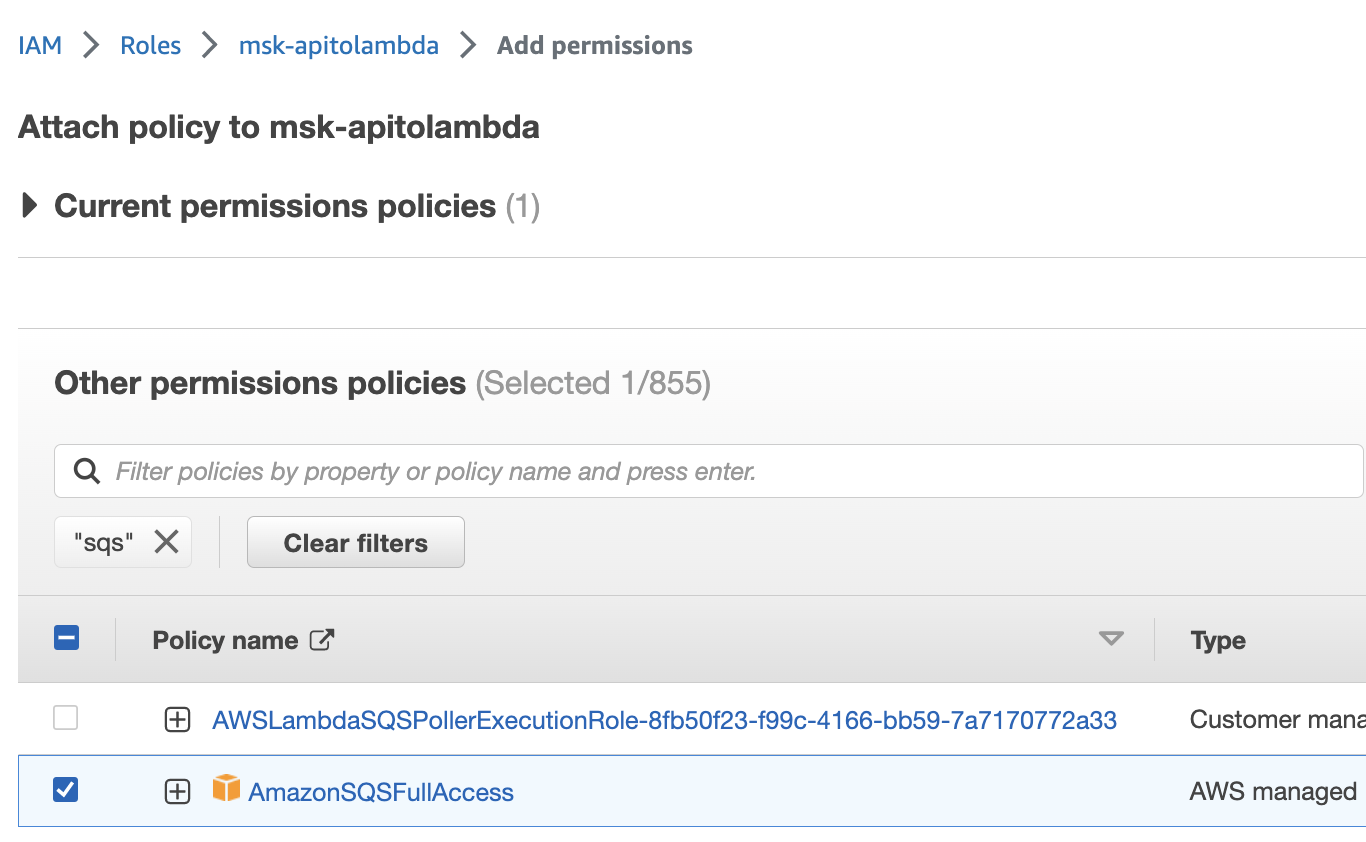 IAM > Roles > msk-apitolambda > Add permissions
Attach policy to msk-apitolambda
Current permissions policies (1)
Other permissions policies (Selected 1/855)
Filter policies by property or policy name and press enter.
"sqs" Clear filters
Policy name Type
AWSLambdaSQSPollerExecutionRole-8fb50f23-f99c-4166-bb59-7a7170772a33 Customer mana
AmazonSQSFullAccess AWS managed